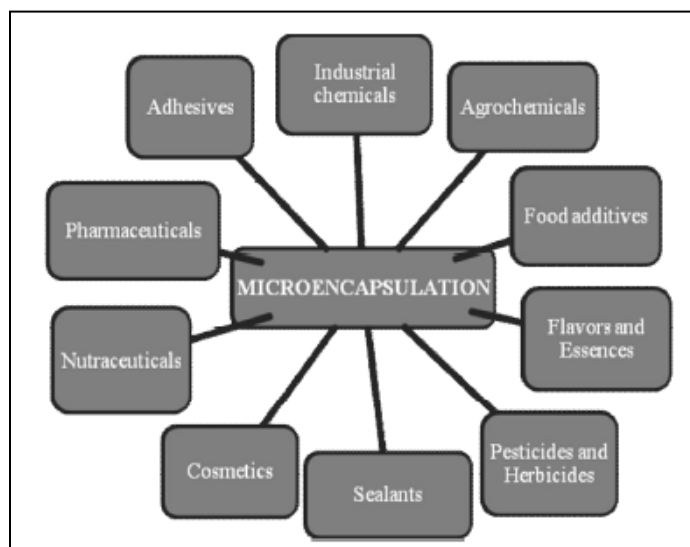 Industrial
chemicals
Adhesives
Agrochemicals
Pharmaceuticals
Food additives
MICROENCAPSULATION
Nutraceuticals
Flavors and
Essences
Cosmetics
Sealants
Pesticides and
Herbicides